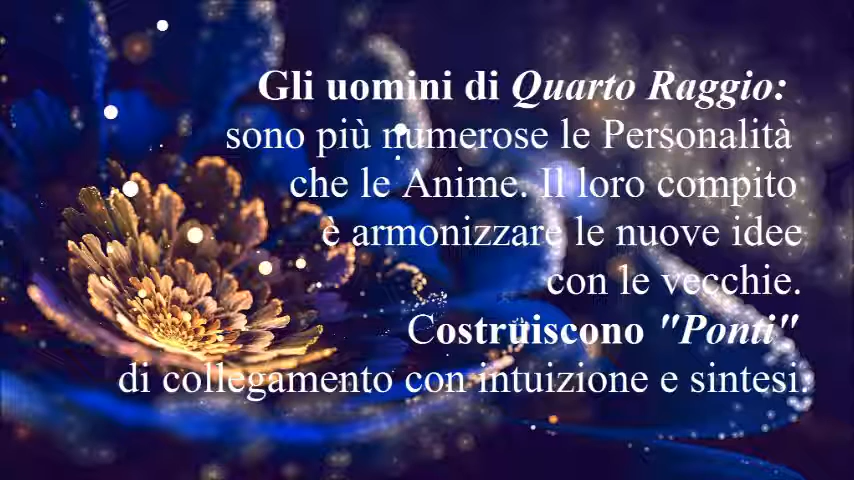 Gli uomini di Quarto Raggio:
sono più numerose le Personalità
che le Anime. Il loro compito
è armonizzare le nuove idee
con le vecchie.
Costruiscono "Ponti"
di collegamento con intuizione e sintesi.